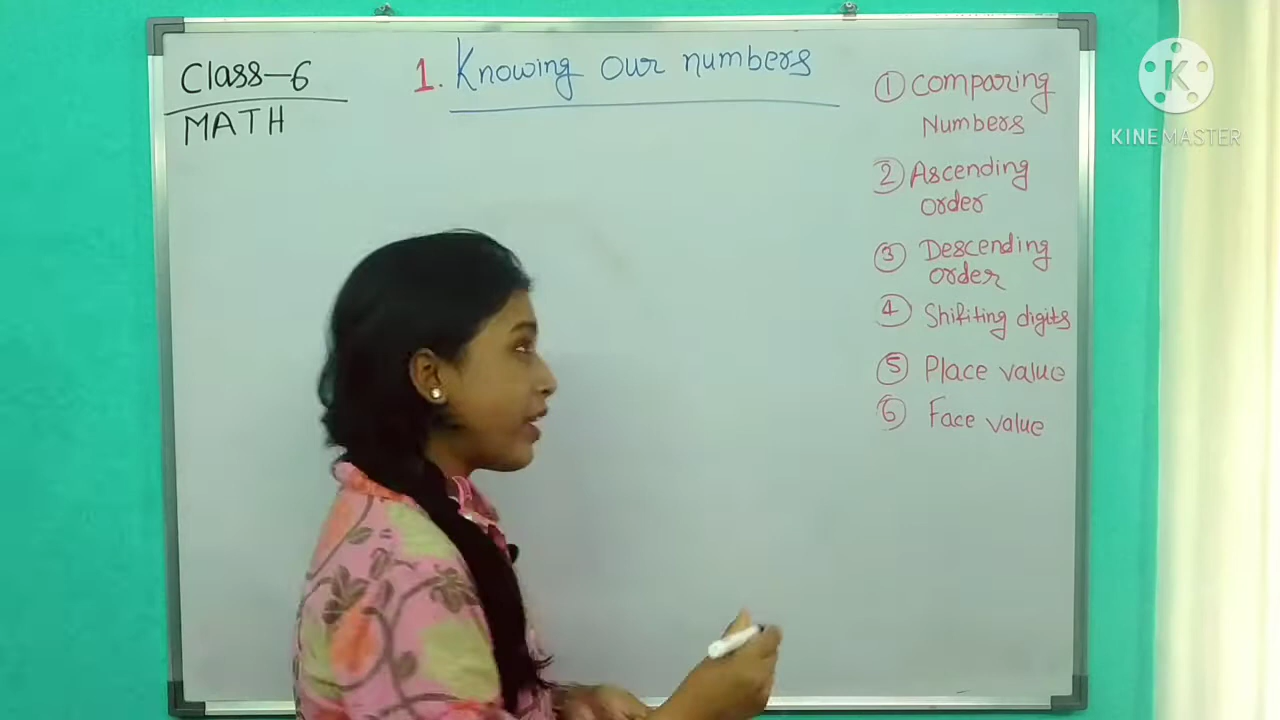 Class-6
MATH
1. Knowing our numbers
① Comparing
Numbers
② Ascending
order
③ Descending
order
④ Shifiting digits
⑤ Place value
⑥ Face value
K
KINEMASTER